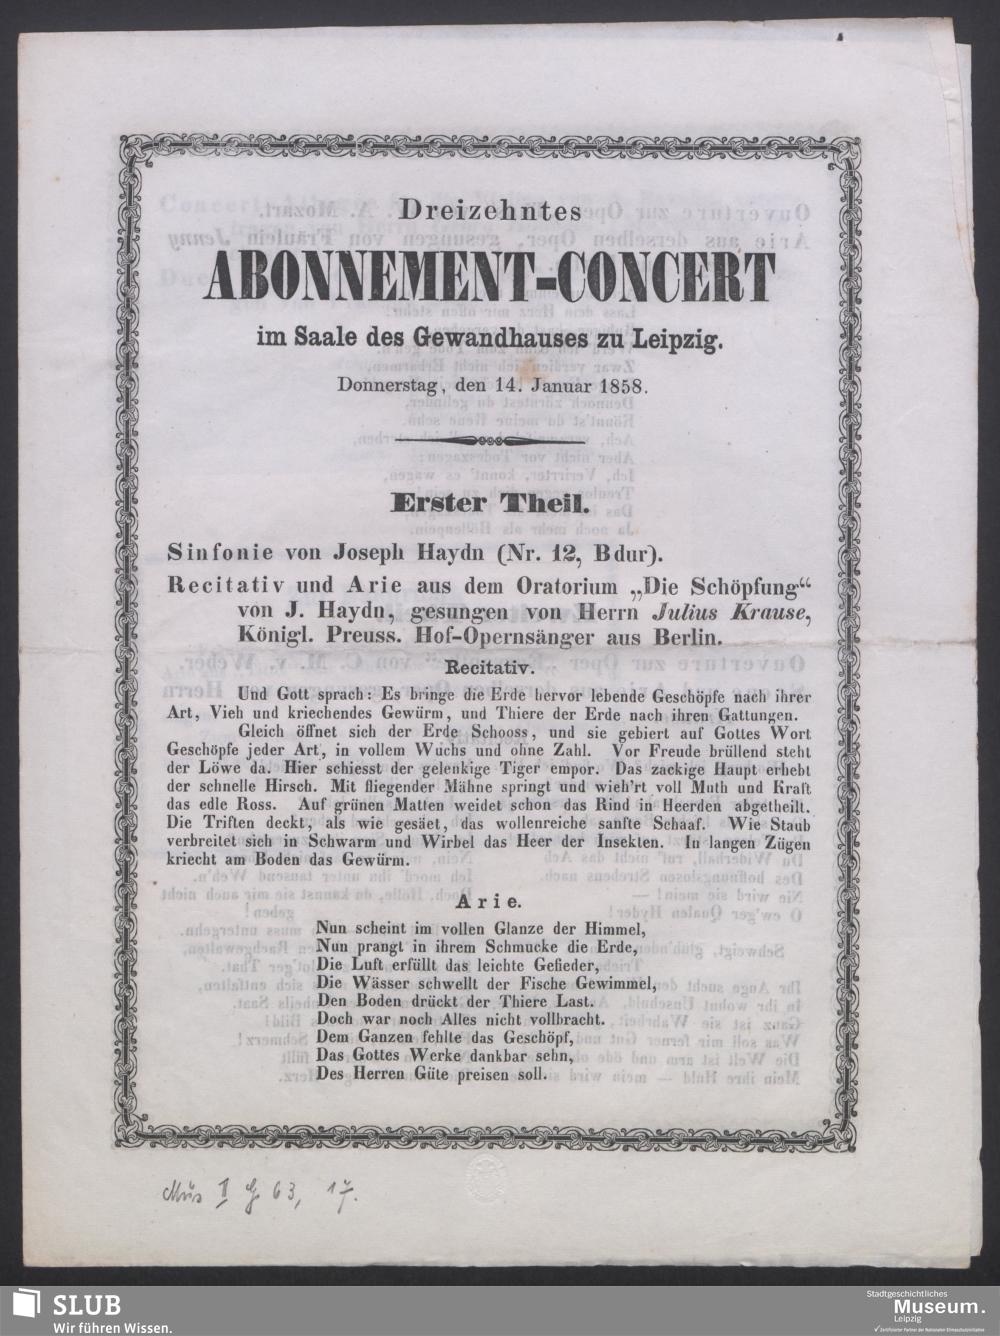 Dreizehntes
ABONNEMENT-CONCERT
im Saale des Gewandhauses zu Leipzig.
Donnerstag, den 14. Januar 1858.
Erster Theil.
Sinfonie von Joseph Haydn (Nr. 12, Bdur).
Recitativ und Arie aus dem Oratorium „Die Schöpfung“
von J. Haydn, gesungen von Herrn Julius Krause,
Königl. Preuss. Hof-Opernsänger aus Berlin.
Recitativ.
Und Gott sprach: Es bringe die Erde hervor lebende Geschöpfe nach ihrer
Art, Vieh und kriechendes Gewürm, und Thiere der Erde nach ihren Gattungen.
Gleich öffnet sich der Erde Schooss, und sie gebiert auf Gottes Wort
Geschöpfe jeder Art, in vollem Wuchs und ohne Zahl. Vor Freude brüllend steht
der Löwe da. Hier schiesst der gelenkige Tiger empor. Das zackige Haupt erhebt
der schnelle Hirsch. Mit fliegender Mähne springt und wieh'rt voll Muth und Kraft
das edle Ross. Auf grünen Matten weidet schon das Rind in Heerden abgetheilt.
Die Triften deckt, als wie gesäet, das wollenreiche sanfte Schaaf. Wie Staub
verbreitet sich in Schwarm und Wirbel das Heer der Insekten. In langen Zügen
kriecht am Boden das Gewürm.
Arie.
Nun scheint im vollen Glanze der Himmel,
Nun prangt in ihrem Schmucke die Erde,
Die Luft erfüllt das leichte Gefieder,
Die Wässer schwellt der Fische Gewimmel,
Den Boden drückt der Thiere Last.
Doch war noch Alles nicht vollbracht.
Dem Ganzen fehlte das Geschöpf,
Das Gottes Werke dankbar sehn,
Des Herren Güte preisen soll.
Mus II 63, 17.
SLUB
Wir führen Wissen.
Stadtgeschichtliches
Museum.
Leipzig
✓ Zertifizierter Partner der Nationalen Klimaschutzinitiative